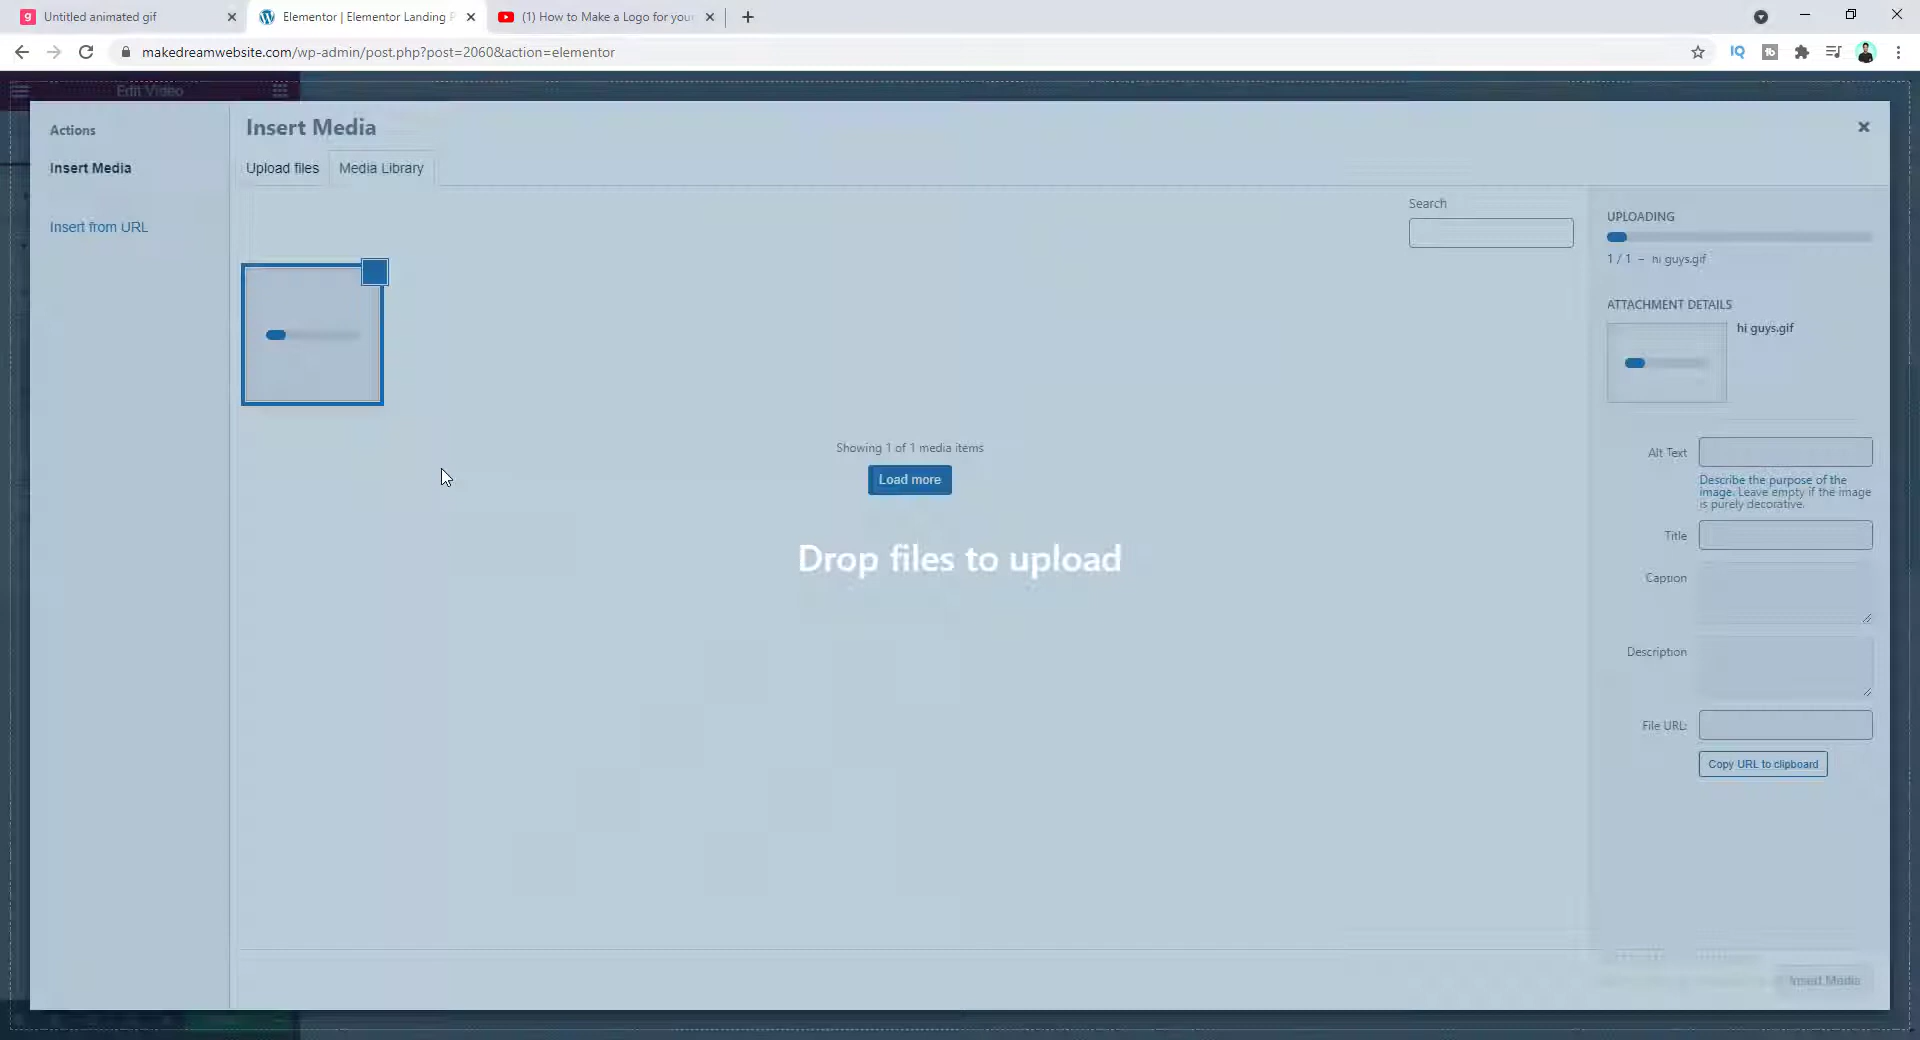 Untitled animated gif
Elementor | Elementor Landing P
(1) How to Make a Logo for your
makedreamwebsite.com/wp-admin/post.php?post=2060&action=elementor
Edit Video
Actions
Insert Media
Insert from URL
Insert Media
Upload files
Media Library
Search
Showing 1 of 1 media items
Load more
Drop files to upload
UPLOADING
1 / 1 – hi guys.gif
ATTACHMENT DETAILS
hi guys.gif
Alt Text
Describe the purpose of the
image. Leave empty if the image
is purely decorative.
Title
Caption
Description
File URL:
Copy URL to clipboard
Insert Media